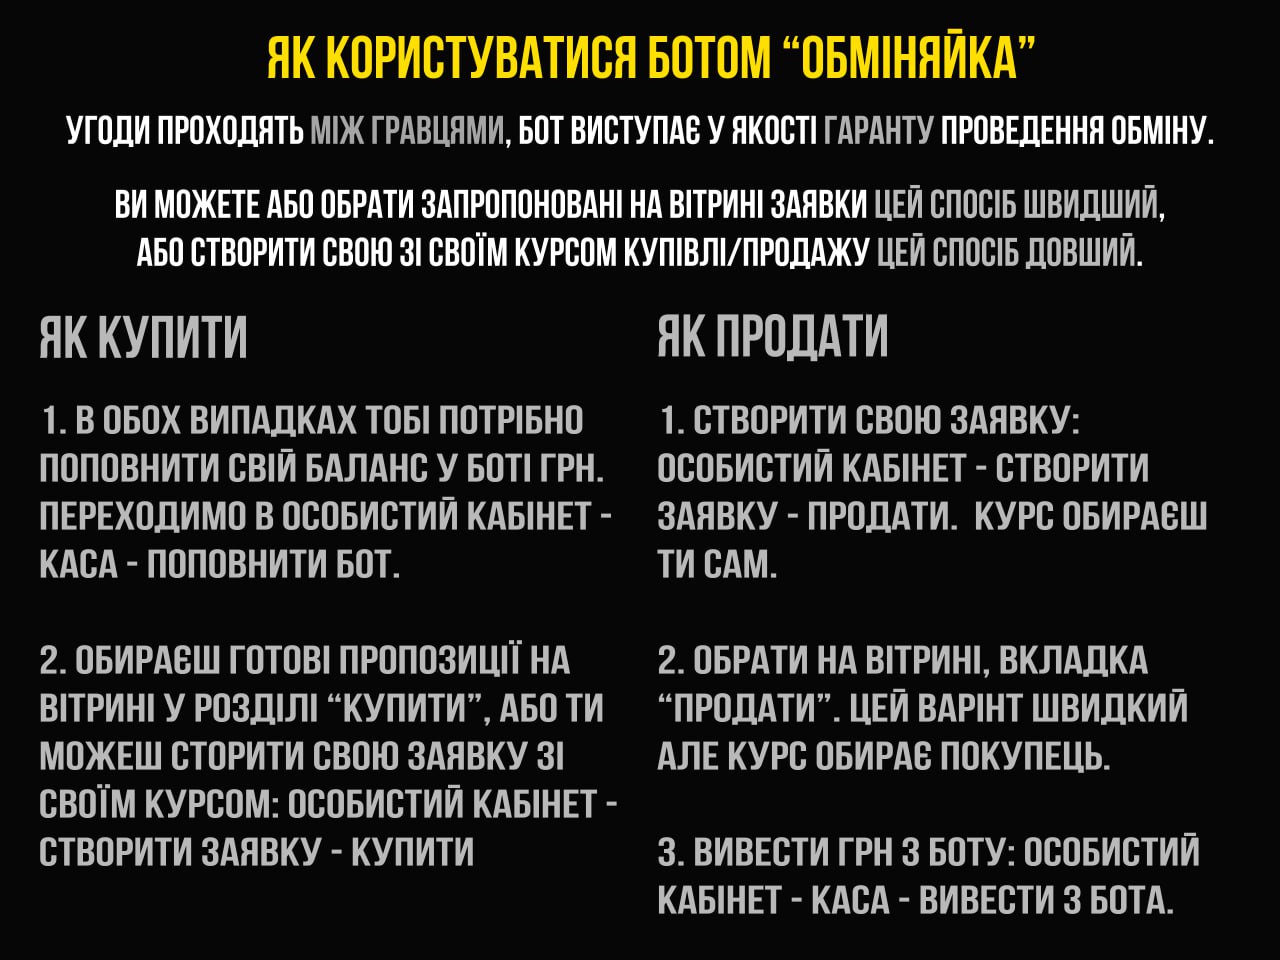 ЯК КОРИСТУВАТИСЯ БОТОМ “ОБМІНЯЙКА”
УГОДИ ПРОХОДЯТЬ МІЖ ГРАВЦЯМИ, БОТ ВИСТУПАЄ У ЯКОСТІ ГАРАНТУ ПРОВЕДЕННЯ ОБМІНУ.
ВИ МОЖЕТЕ АБО ОБРАТИ ЗАПРОПОНОВАНІ НА ВІТРИНІ ЗАЯВКИ ЦЕЙ СПОСІБ ШВИДШИЙ,
АБО СТВОРИТИ СВОЮ ЗІ СВОЇМ КУРСОМ КУПІВЛІ/ПРОДАЖУ ЦЕЙ СПОСІБ ДОВШИЙ.
ЯК КУПИТИ
1. В ОБОХ ВИПАДКАХ ТОБІ ПОТРІБНО
ПОПОВНИТИ СВІЙ БАЛАНС У БОТІ ГРН.
ПЕРЕХОДИМО В ОСОБИСТИЙ КАБІНЕТ -
КАСА - ПОПОВНИТИ БОТ.
2. ОБИРАЄШ ГОТОВІ ПРОПОЗИЦІЇ НА
ВІТРИНІ У РОЗДІЛІ “КУПИТИ”, АБО ТИ
МОЖЕШ СТОРИТИ СВОЮ ЗАЯВКУ ЗІ
СВОЇМ КУРСОМ: ОСОБИСТИЙ КАБІНЕТ -
СТВОРИТИ ЗАЯВКУ - КУПИТИ
ЯК ПРОДАТИ
1. СТВОРИТИ СВОЮ ЗАЯВКУ:
ОСОБИСТИЙ КАБІНЕТ - СТВОРИТИ
ЗАЯВКУ - ПРОДАТИ. КУРС ОБИРАЄШ
ТИ САМ.
2. ОБРАТИ НА ВІТРИНІ, ВКЛАДКА
“ПРОДАТИ”. ЦЕЙ ВАРІНТ ШВИДКИЙ
АЛЕ КУРС ОБИРАЄ ПОКУПЕЦЬ.
3. ВИВЕСТИ ГРН З БОТУ: ОСОБИСТИЙ
КАБІНЕТ - КАСА - ВИВЕСТИ З БОТА.